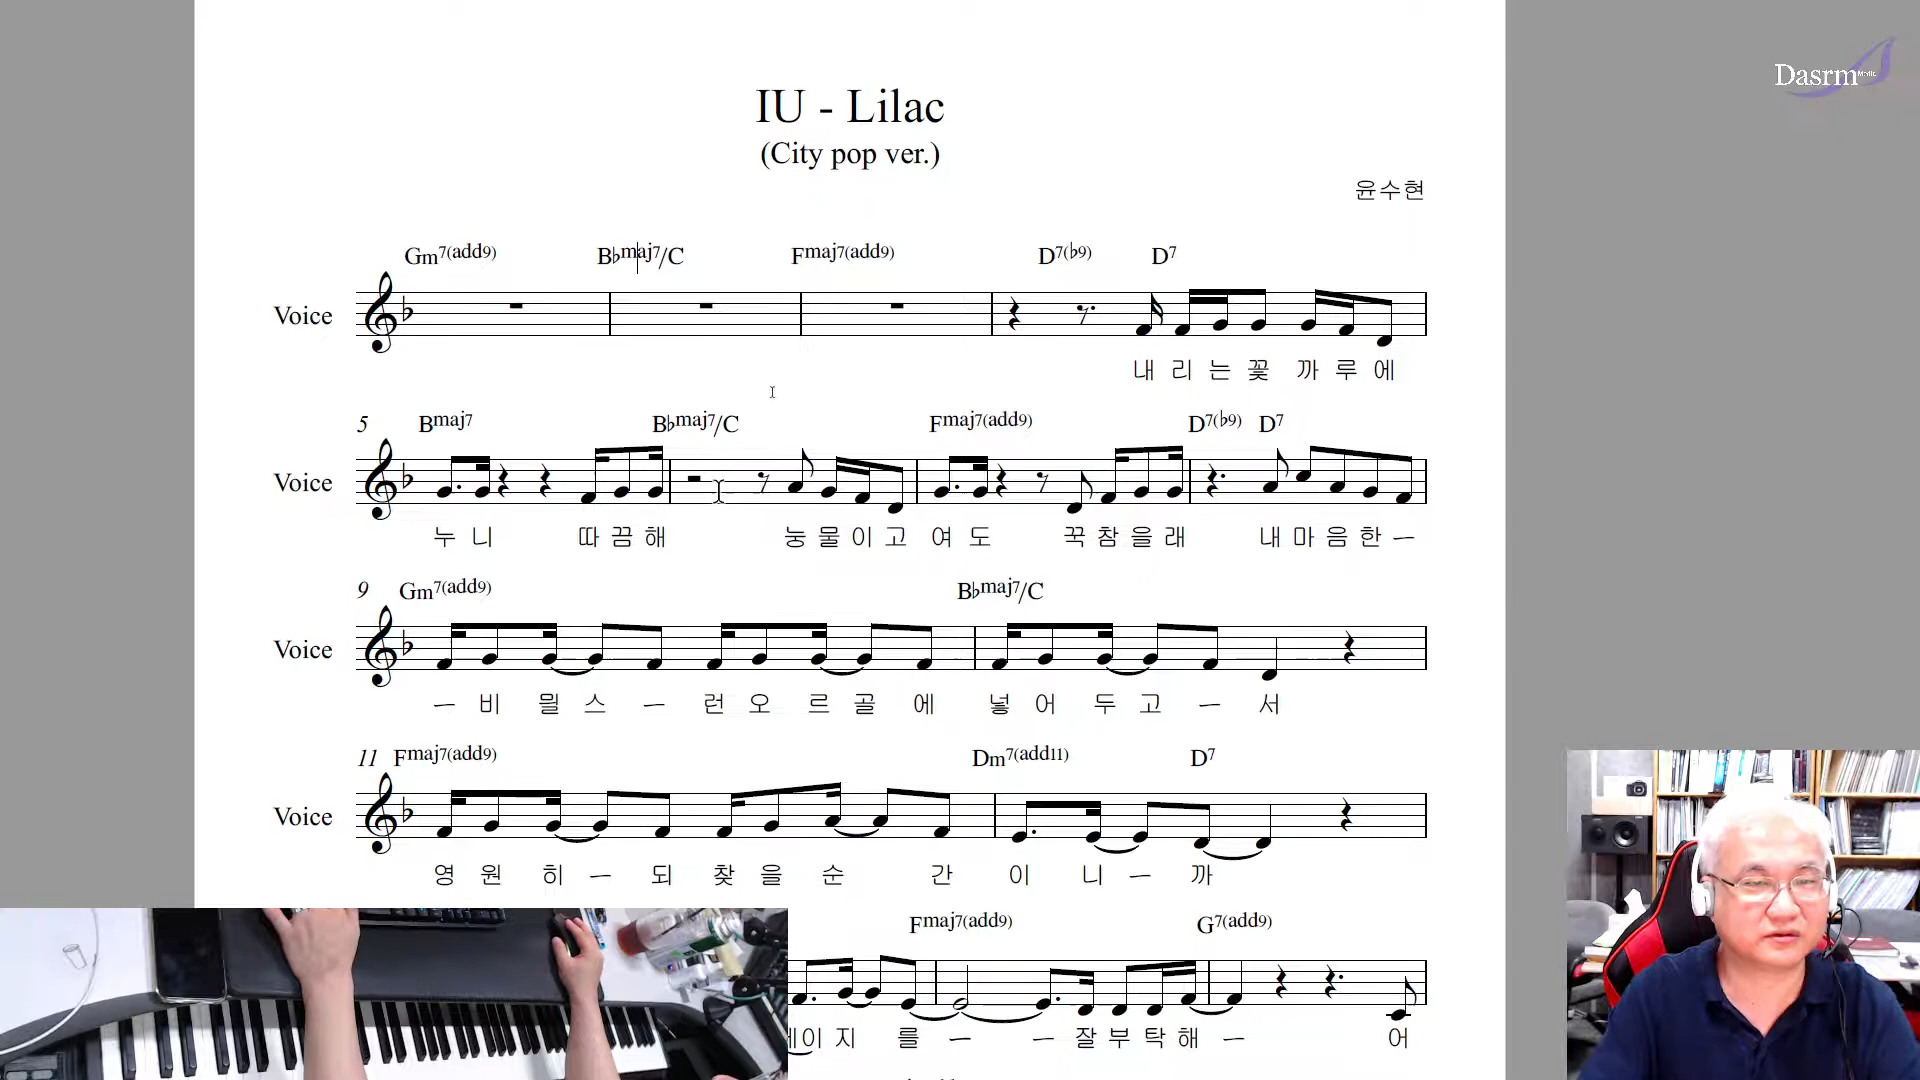 Dasrm
IU - Lilac
(City pop ver.)
윤수현
Gm7(add9) B♭maj7/C Fmaj7(add9) D7(♭9) D7
Voice
내 리 는 꽃 까 루 에
5 Bmaj7 B♭maj7/C Fmaj7(add9) D7(♭9) D7
Voice
누 니 따 끔 해 눙 물 이 고 여 도 꾹 참 을 래 내 마 음 한 ㅡ
9 Gm7(add9) B♭maj7/C
Voice
ㅡ 비 밀 스 ㅡ 런 오 르 골 에 넣 어 두 고 ㅡ 서
11 Fmaj7(add9) Dm7(add11) D7
Voice
영 원 히 ㅡ 되 찾 을 순 간 이 니 ㅡ 까
Fmaj7(add9) G7(add9)
이 지 를 ㅡ ㅡ 잘 부 탁 해 ㅡ 어